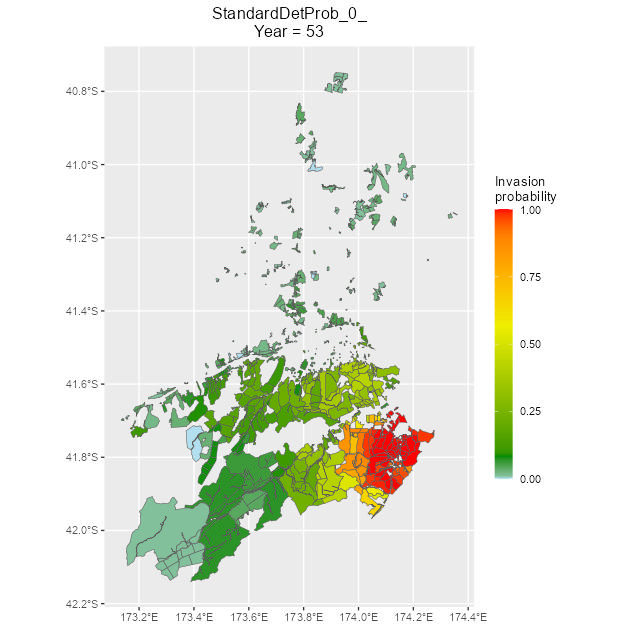 StandardDetProb_0_
Year = 53
40.8°S
41.0°S
41.2°S
41.4°S
41.6°S
41.8°S
42.0°S
42.2°S
173.2°E 173.4°E 173.6°E 173.8°E 174.0°E 174.2°E 174.4°E
Invasion
probability
1.00
0.75
0.50
0.25
0.00